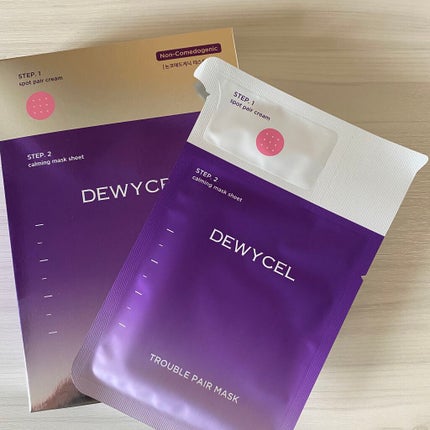 Non-Comedogenic
STEP. 1
spot pair cream
STEP. 2
calming mask sheet
STEP. 1
spot pair cream
STEP. 2
calming mask sheet
DEWYCEL
TROUBLE PAIR MASK